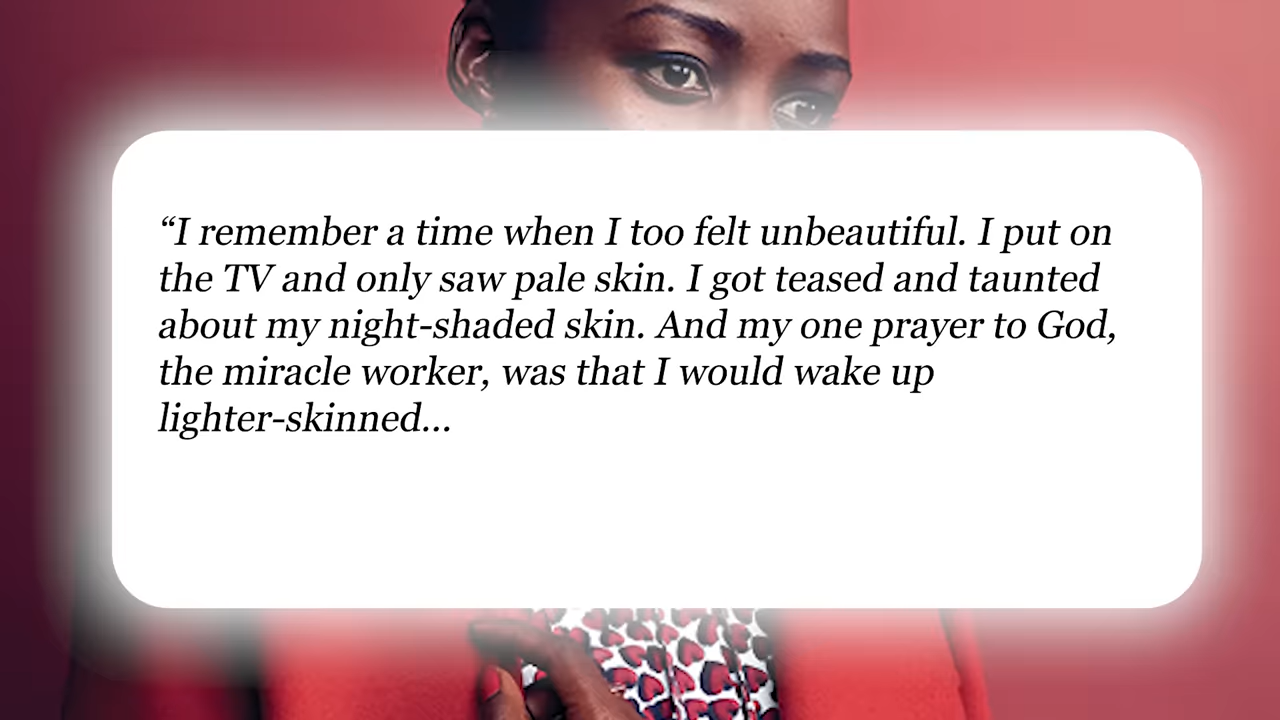 “I remember a time when I too felt unbeautiful. I put on
the TV and only saw pale skin. I got teased and taunted
about my night-shaded skin. And my one prayer to God,
the miracle worker, was that I would wake up
lighter-skinned...